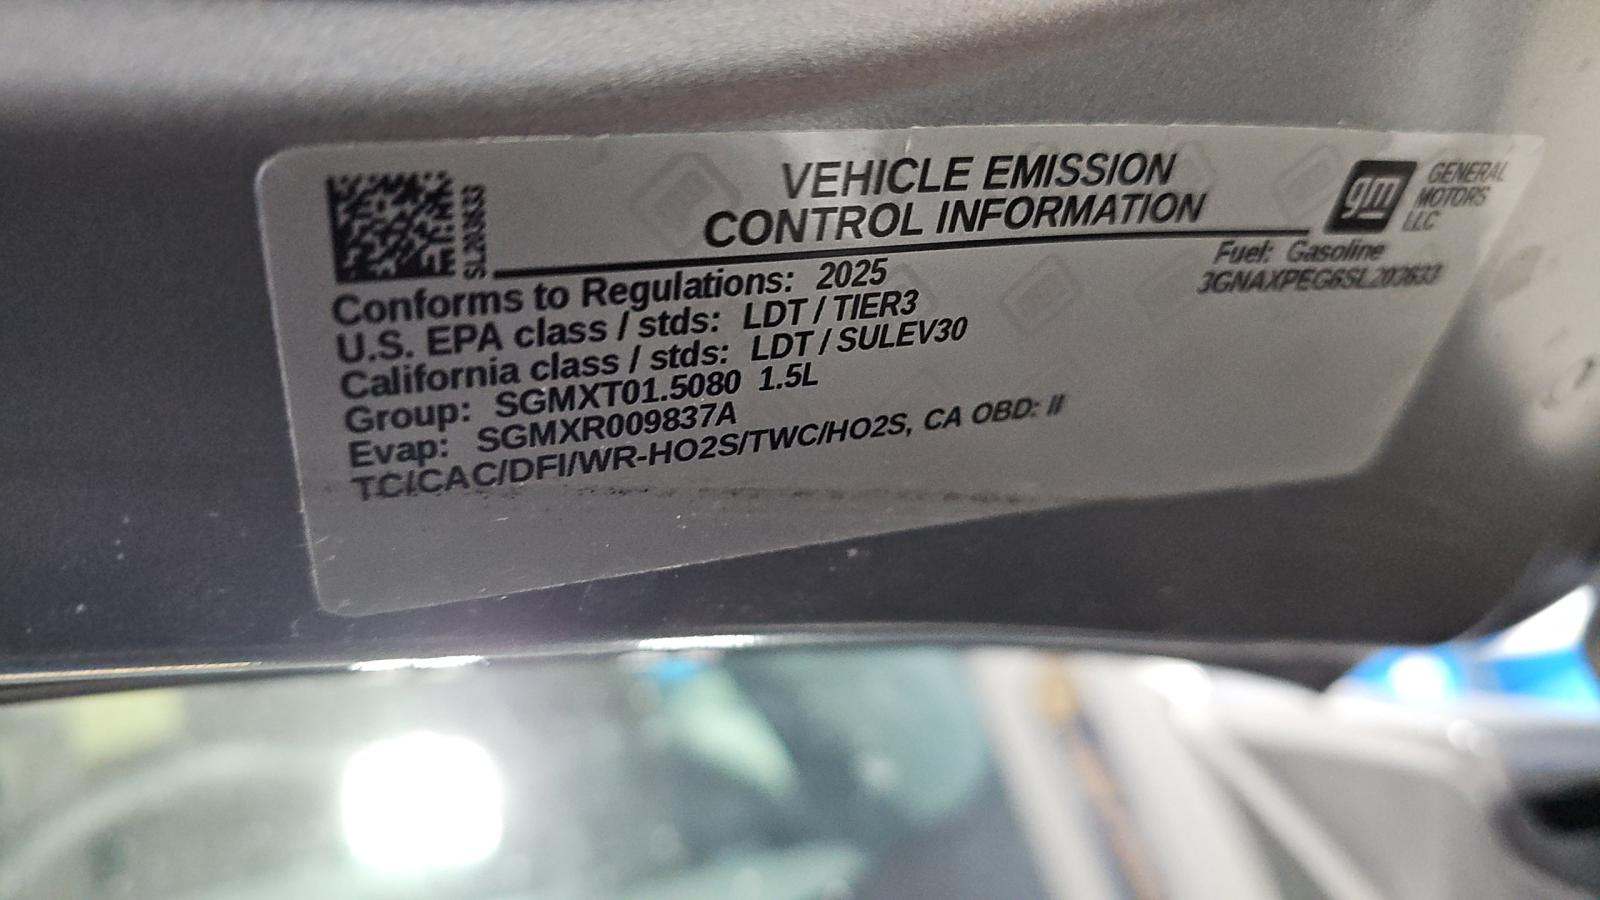 SL203633
VEHICLE EMISSION
CONTROL INFORMATION
gm
GENERAL
MOTORS
LLC
Fuel: Gasoline
3GNAXPEG6SL203633
Conforms to Regulations: 2025
U.S. EPA class / stds: LDT / TIER3
California class / stds: LDT / SULEV30
Group: SGMXT01.5080 1.5L
Evap: SGMXR009837A
TC/CAC/DFI/WR-HO2S/TWC/HO2S, CA OBD: II